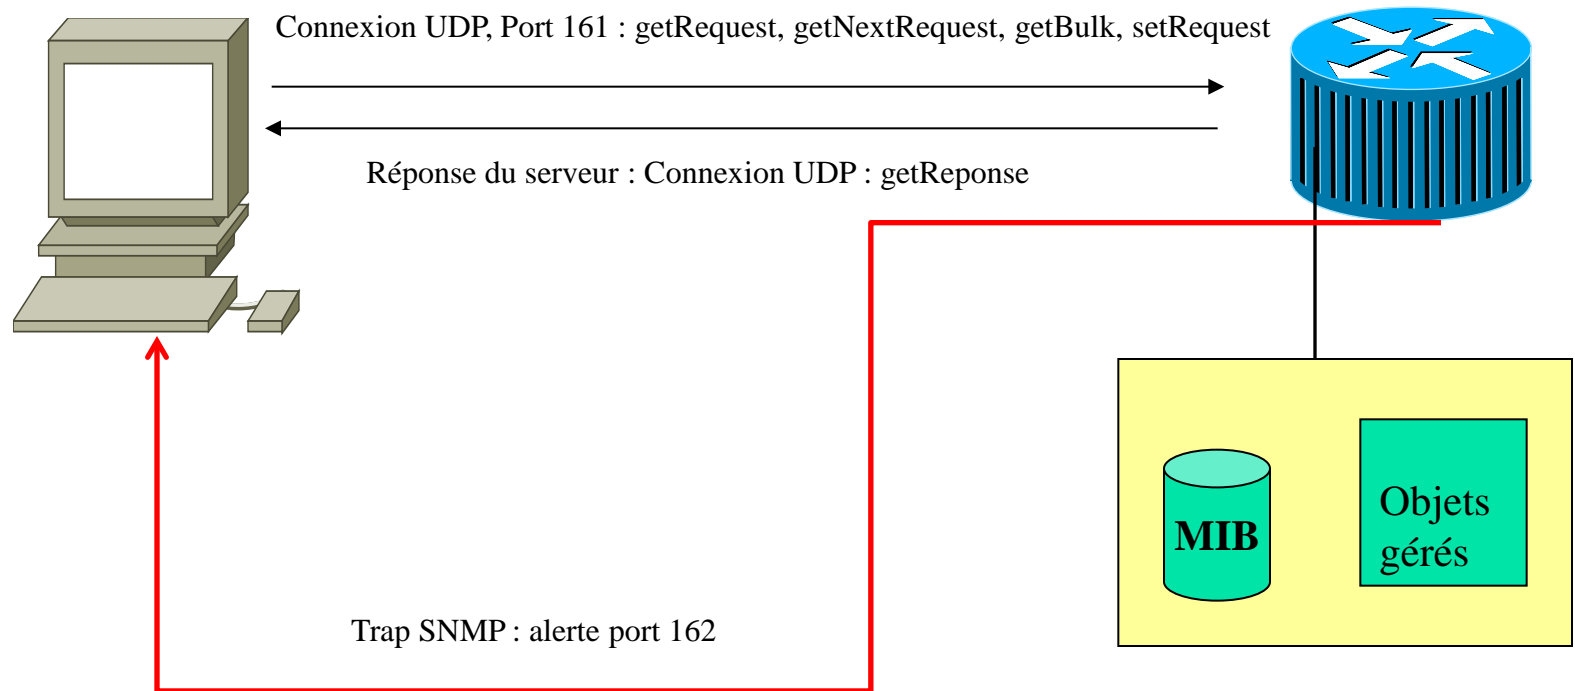 Connexion UDP, Port 161 : getRequest, getNextRequest, getBulk, setRequest
Réponse du serveur : Connexion UDP : getReponse
MIB
Objets
gérés
Trap SNMP : alerte port 162